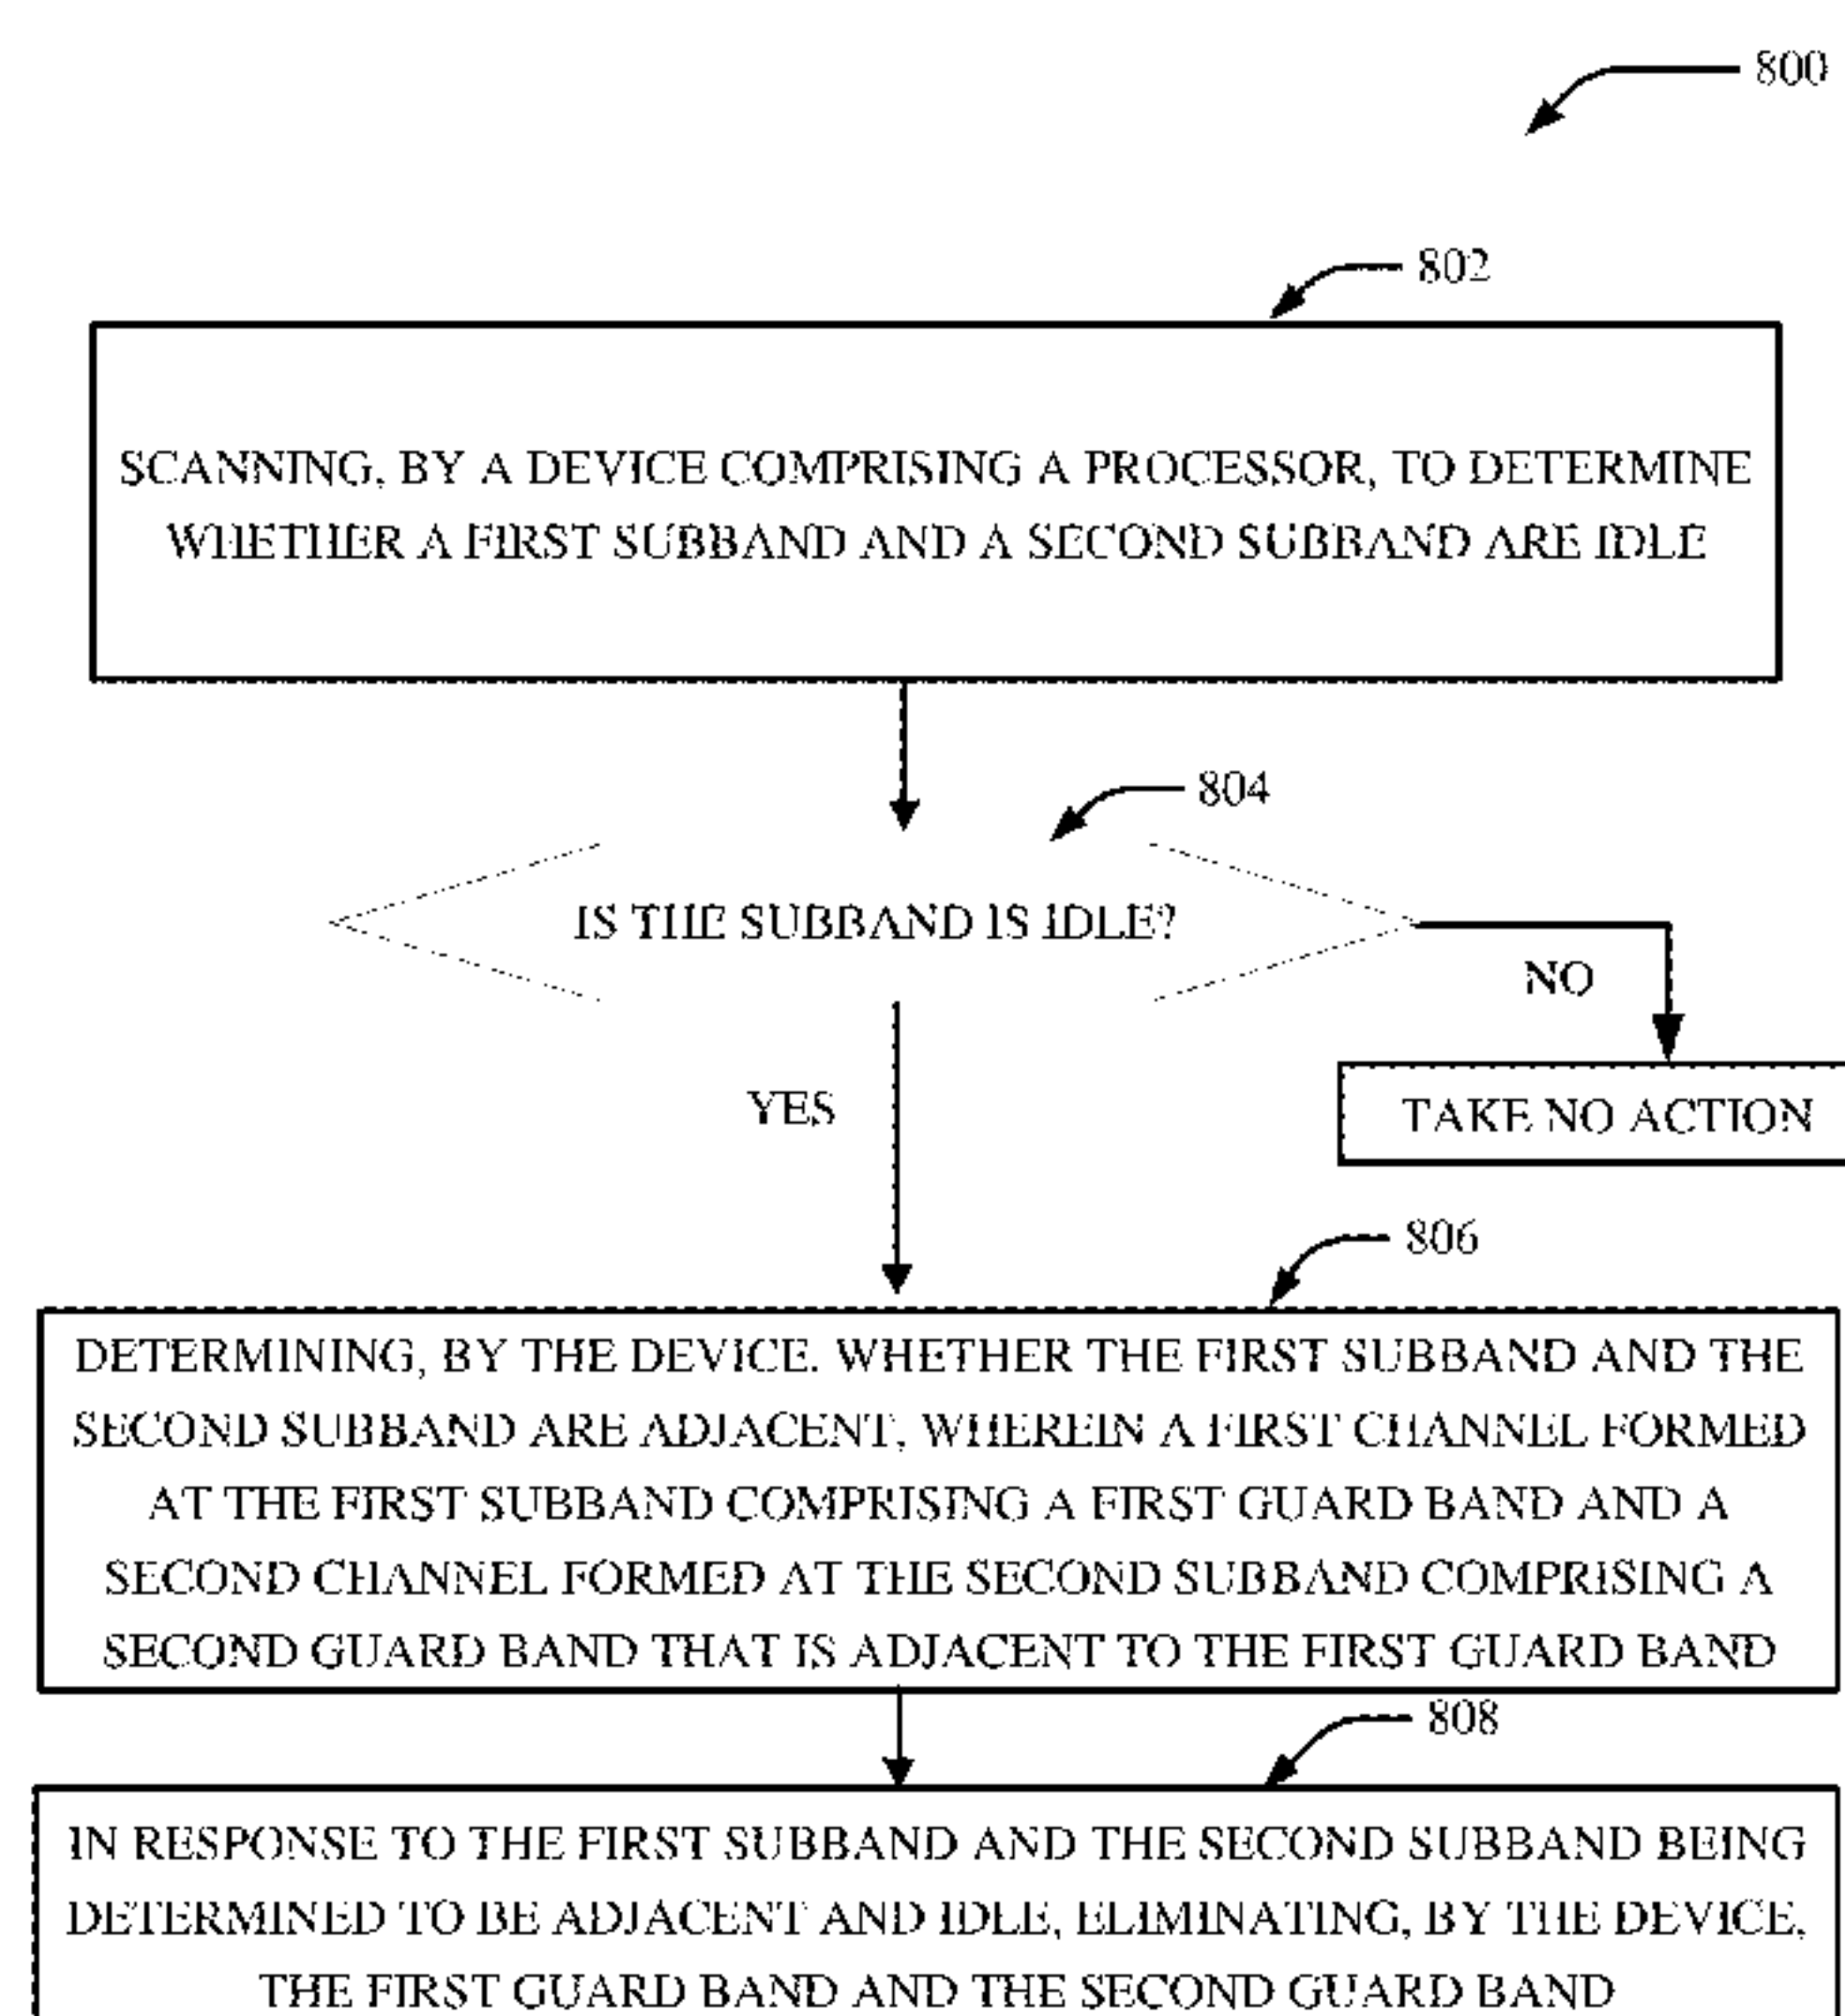 800
802
SCANNING, BY A DEVICE COMPRISING A PROCESSOR, TO DETERMINE
WHETHER A FIRST SUBBAND AND A SECOND SUBBAND ARE IDLE
804
IS THE SUBBAND IS IDLE?
NO
YES
TAKE NO ACTION
806
DETERMINING, BY THE DEVICE. WHETHER THE FIRST SUBBAND AND THE
SECOND SUBBAND ARE ADJACENT, WHEREIN A FIRST CHANNEL FORMED
AT THE FIRST SUBBAND COMPRISING A FIRST GUARD BAND AND A
SECOND CHANNEL FORMED AT THE SECOND SUBBAND COMPRISING A
SECOND GUARD BAND THAT IS ADJACENT TO THE FIRST GUARD BAND
808
IN RESPONSE TO THE FIRST SUBBAND AND THE SECOND SUBBAND BEING
DETERMINED TO BE ADJACENT AND IDLE, ELIMINATING, BY THE DEVICE,
THE FIRST GUARD BAND AND THE SECOND GUARD BAND